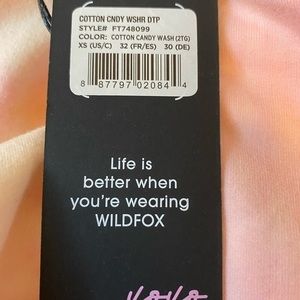 COTTON CNDY WSHR DTP
STYLE# FT748099
COLOR: COTTON CANDY WASH (2TG)
XS (US/C) 32 (FR/ES) 30 (DE)
8 87797 02084 4
Life is
better when
you're wearing
WILDFOX
xoxo